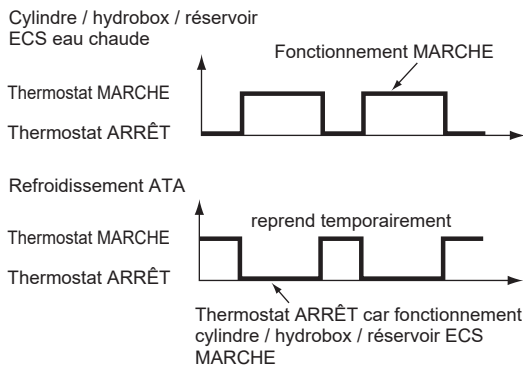 Cylindre / hydrobox / réservoir
ECS eau chaude
Fonctionnement MARCHE
Thermostat MARCHE
Thermostat ARRÊT
Refroidissement ATA
reprend temporairement
Thermostat MARCHE
Thermostat ARRÊT
Thermostat ARRÊT car fonctionnement
cylindre / hydrobox / réservoir ECS
MARCHE